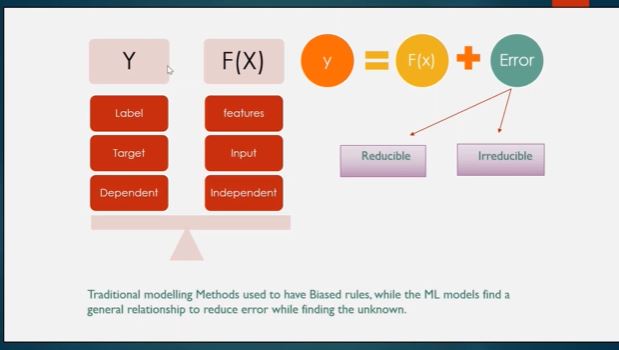 Y
F(X)
y
F(x)
Error
Label
features
Target
Input
Dependent
Independent
Reducible
Irreducible
Traditional modelling Methods used to have Biased rules, while the ML models find a
general relationship to reduce error while finding the unknown.